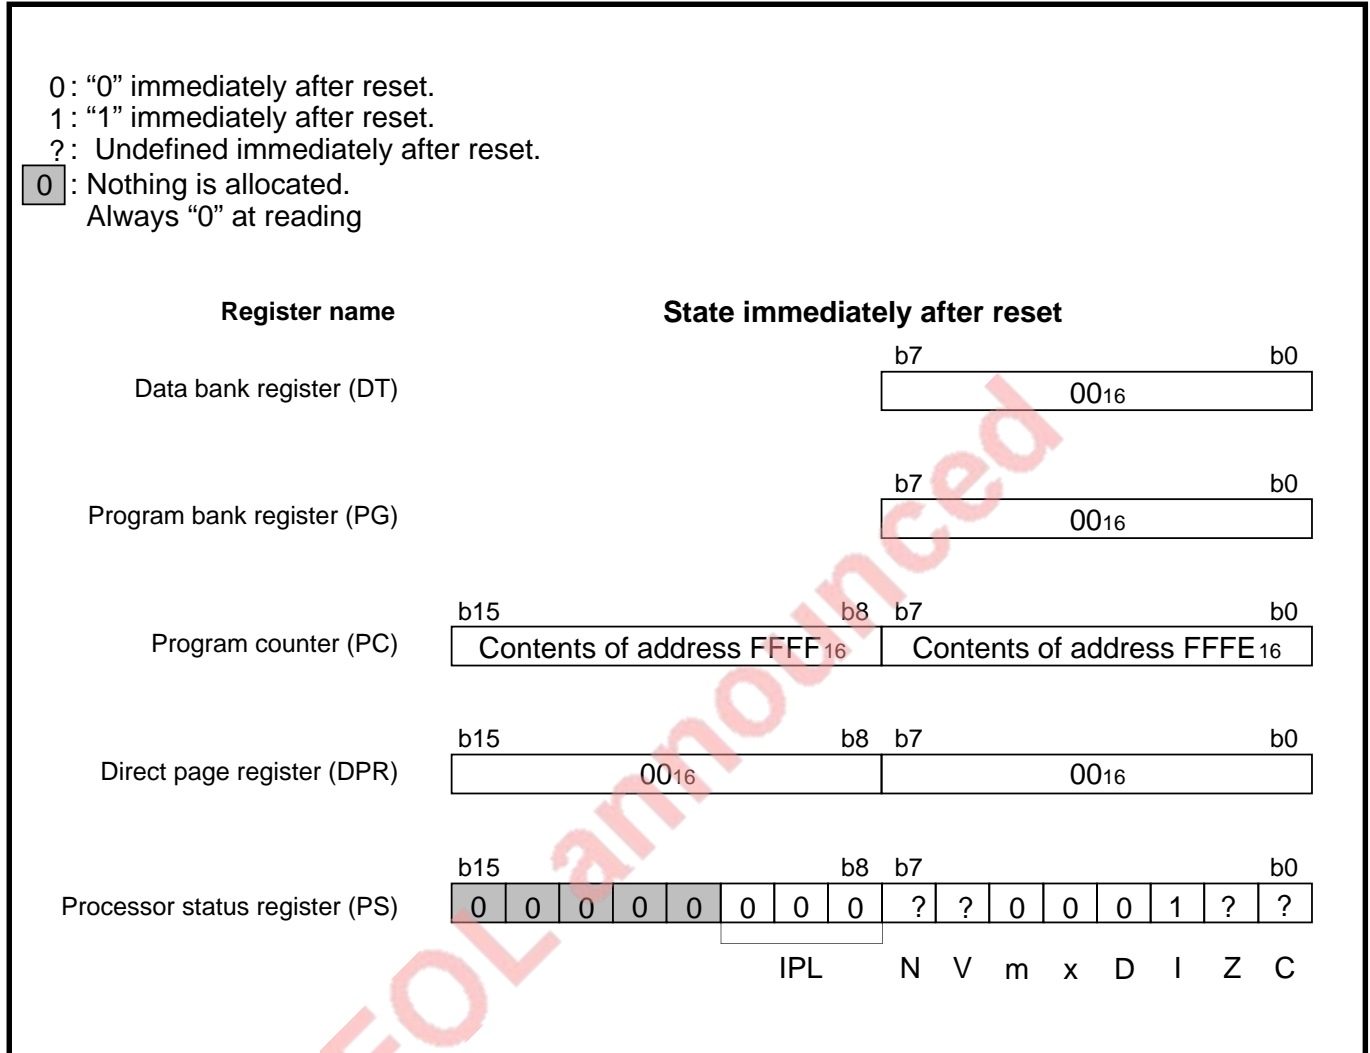 0 : “0” immediately after reset.
1 : “1” immediately after reset.
? : Undefined immediately after reset.
0 : Nothing is allocated.
Always “0” at reading
Register name State immediately after reset
b7 b0
Data bank register (DT) 0016
b7 b0
Program bank register (PG) 0016
b15 b8 b7 b0
Program counter (PC) Contents of address FFFF16 Contents of address FFFE16
b15 b8 b7 b0
Direct page register (DPR) 0016 0016
b15 b8 b7 b0
Processor status register (PS) 0 0 0 0 0 0 0 0 ? ? 0 0 0 1 ? ?
IPL N V m x D I Z C
EOL announced